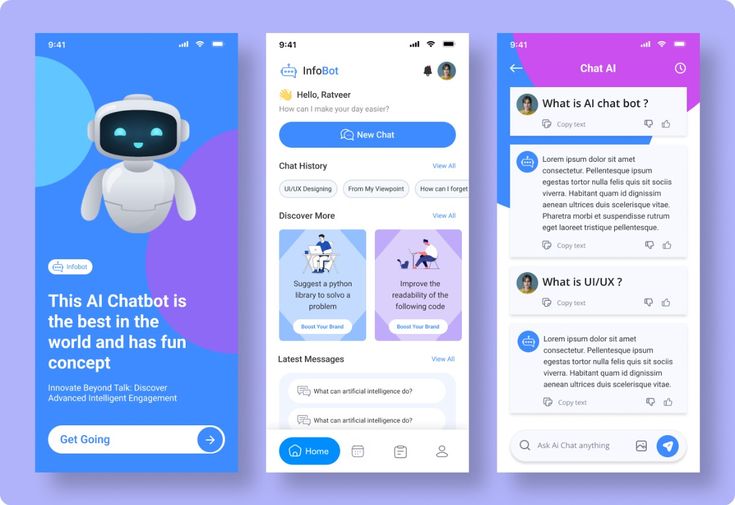 9:41
Infobot
This AI Chatbot is
the best in the
world and has fun
concept
Innovate Beyond Talk: Discover
Advanced Intelligent Engagement
Get Going
9:41
InfoBot
Hello, Ratveer
How can I make your day easier?
New Chat
Chat History
View All
UI/UX Designing
From My Viewpoint
How can I forget
Discover More
View All
Suggest a python
library to solvo a
problem
Boost Your Brand
Improve the
readability of the
following code
Boost Your Brand
Latest Messages
View All
What can artificial intelligence do?
What can artificial intelligence do?
Home
9:41
Chat AI
What is AI chat bot ?
Copy text
Lorem ipsum dolor sit amet
consectetur. Pellentesque ipsum
egestas tortor nulla felis quis sit sociis
viverra. In dignissim amet dignissim
aenean ultrices duis scelerisque vitae.
Pharetra morbi et suspendisse rutrum
eget laoreet tristique pellentesque.
Copy text
What is UI/UX ?
Copy text
Lorem ipsum dolor sit amet
consectetur. Pellentesque ipsum
egestas tortor nulla felis quis sit sociis
viverra. In dignissim amet dignissim
aenean ultrices duis scelerisque vitae.
Copy text
Ask Ai Chat anything